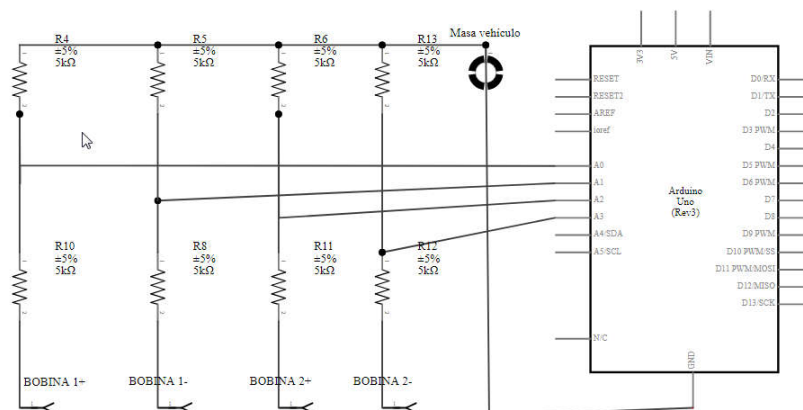 R4
±5%
5kΩ
R5
±5%
5kΩ
R6
±5%
5kΩ
R13
±5%
5kΩ
Masa vehículo
R10
±5%
5kΩ
R8
±5%
5kΩ
R11
±5%
5kΩ
R12
±5%
5kΩ
BOBINA 1+
BOBINA 1-
BOBINA 2+
BOBINA 2-
3V3
5V
VIN
RESET
RESET2
AREF
ioref
A0
A1
A2
A3
A4/SDA
A5/SCL
N/C
Arduino
Uno
(Rev3)
D0/RX
D1/TX
D2
D3 PWM
D4
D5 PWM
D6 PWM
D7
D8
D9 PWM
D10 PWM/SS
D11 PWM/MOSI
D12/MISO
D13/SCK
GND